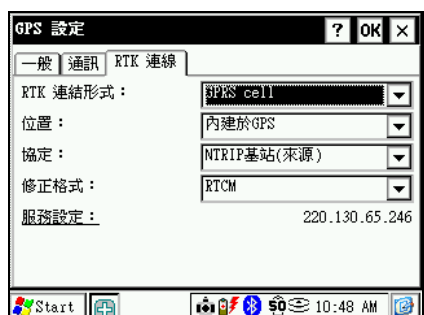 GPS 設定 ? OK ×
一般 通訊 RTK 連線
RTK 連結形式： GPRS cell
位置： 內建於GPS
協定： NTRIP基站(來源)
修正格式： RTCM
服務設定： 220.130.65.246
Start 10:48 AM